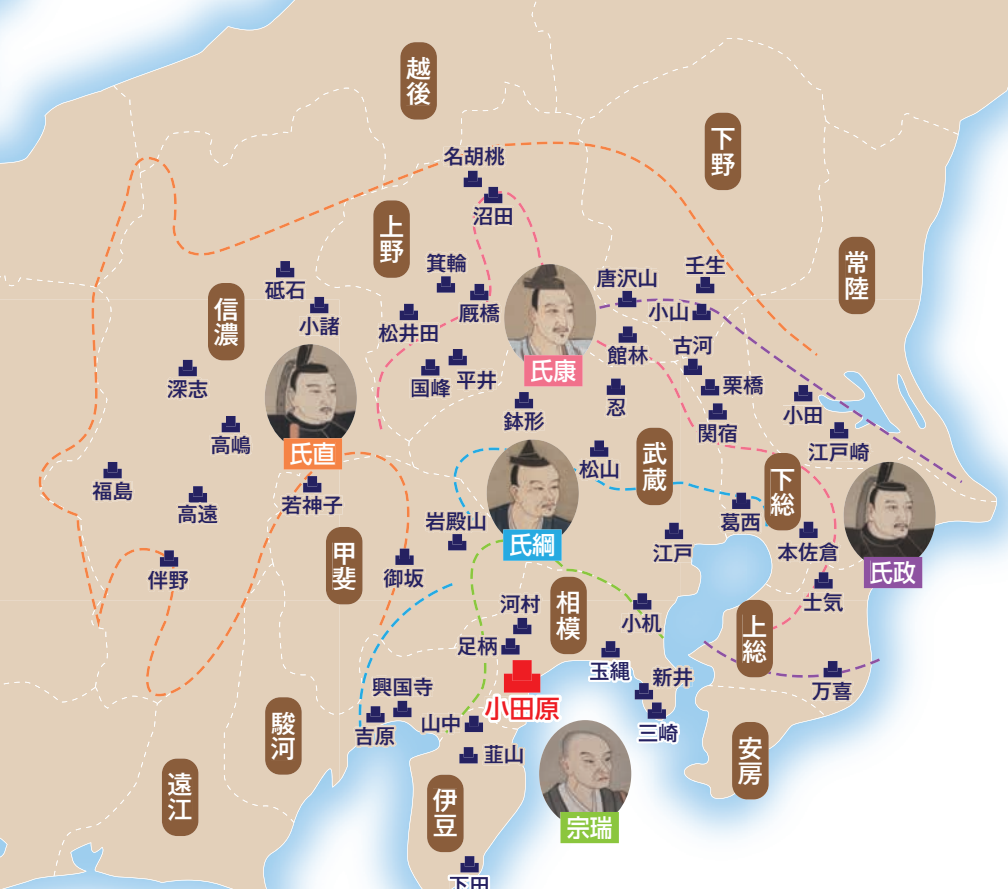 越後
下野
名胡桃
沼田
上野
常陸
箕輪
壬生
唐沢山
砥石
信濃
小諸
厩橋
小山
松井田
館林
古河
氏康
深志
国峰
平井
忍
栗橋
鉢形
小田
関宿
高嶋
江戸崎
氏直
松山
武蔵
福島
高遠
若神子
下総
葛西
岩殿山
氏綱
江戸
本佐倉
甲斐
御坂
氏政
伴野
士気
相模
河村
小机
上総
足柄
玉縄
新井
万喜
興国寺
小田原
吉原
山中
三崎
駿河
韮山
安房
遠江
伊豆
宗瑞
下田